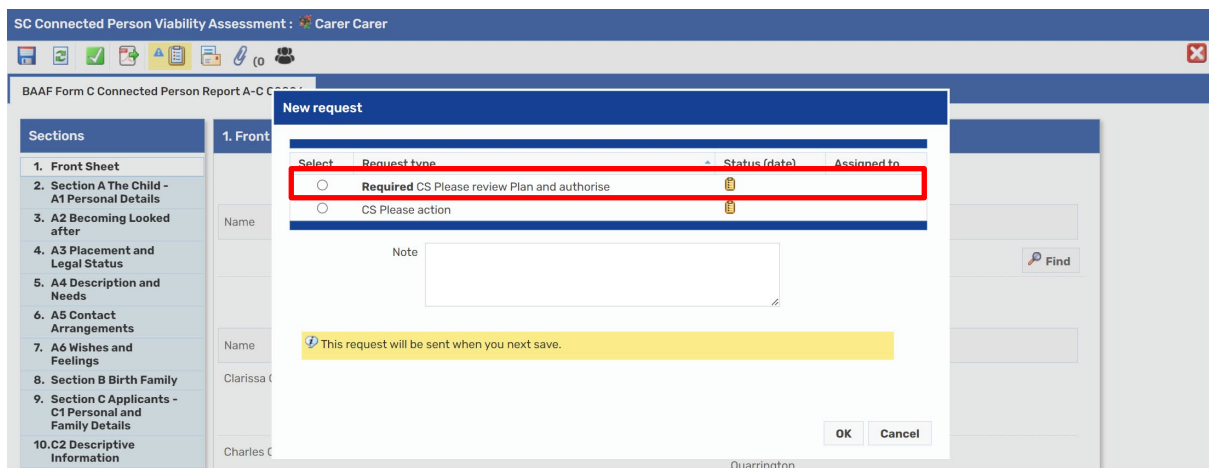 SC Connected Person Viability Assessment : Carer Carer
(0
BAAF Form C Connected Person Report A-C
New request
Sections
1. Front
1. Front Sheet
2. Section A The Child -
A1 Personal Details
3. A2 Becoming Looked
after
4. A3 Placement and
Legal Status
5. A4 Description and
Needs
6. A5 Contact
Arrangements
7. A6 Wishes and
Feelings
8. Section B Birth Family
9. Section C Applicants -
C1 Personal and
Family Details
10.C2 Descriptive
Information
Name
Name
Clarissa
Charles
Select Request type Status (date) Assigned to
Required CS Please review Plan and authorise
CS Please action
Note
This request will be sent when you next save.
OK Cancel
Find
Quarrington